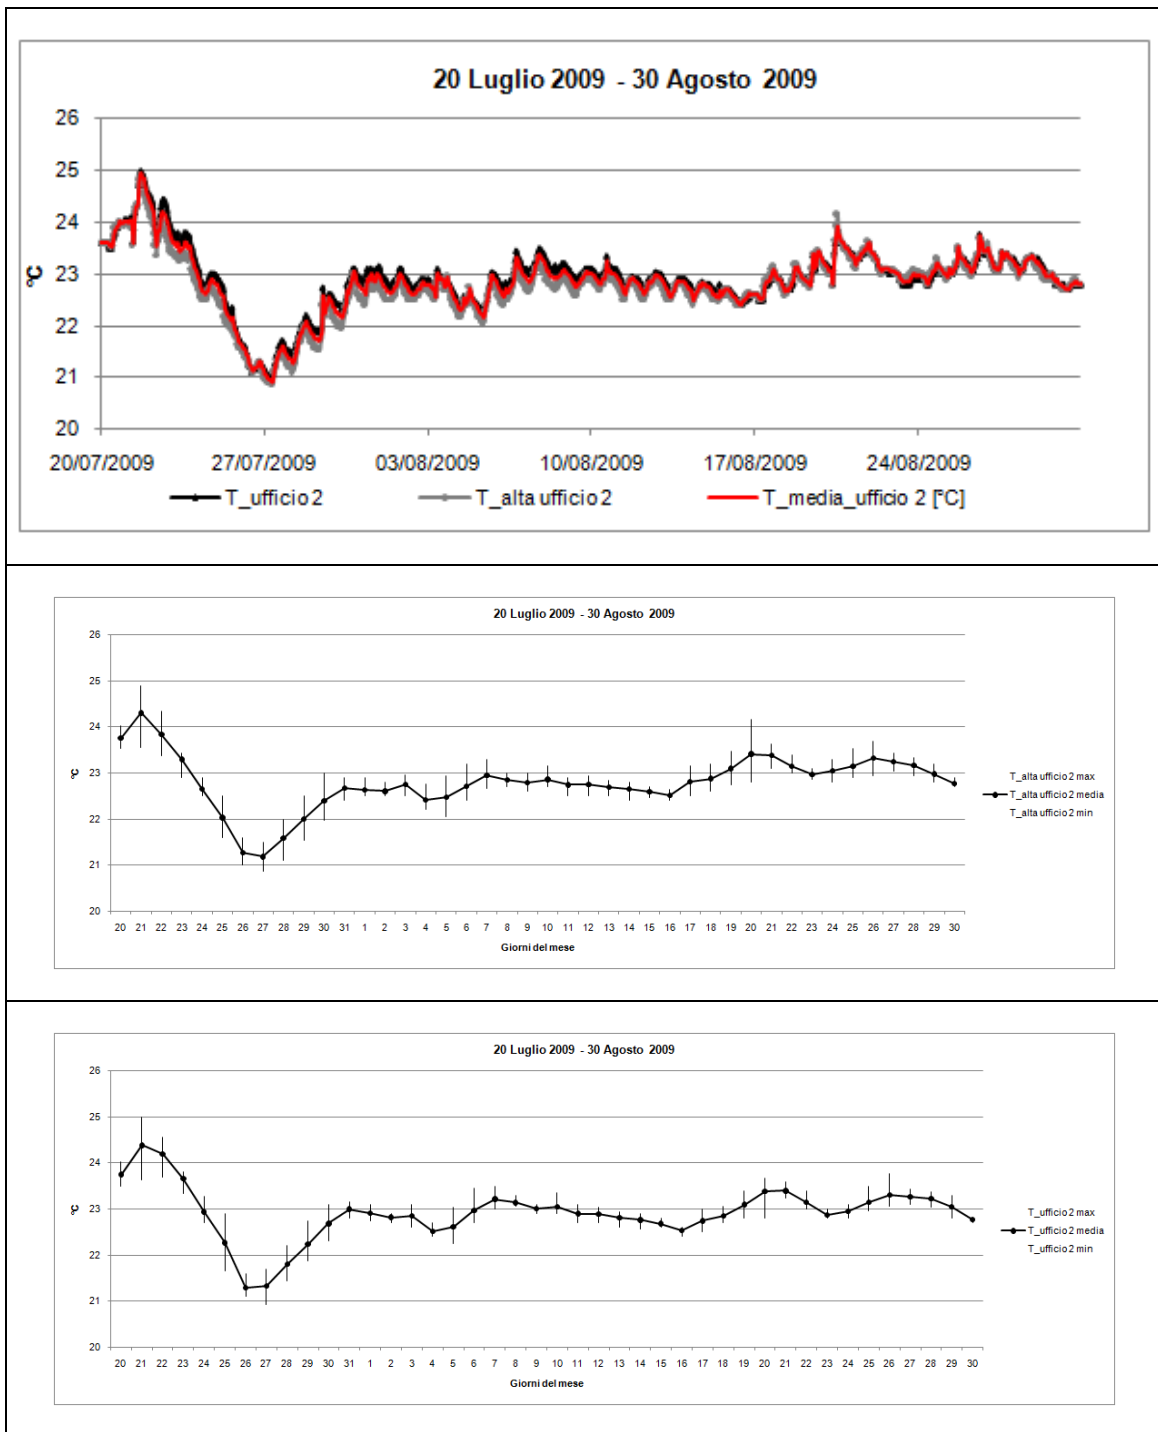 20 Luglio 2009 - 30 Agosto 2009
26
25
24
23
22
21
20
°C
20/07/2009 27/07/2009 03/08/2009 10/08/2009 17/08/2009 24/08/2009
T_ufficio 2 T_alta ufficio 2 T_media_ufficio 2 [°C]
20 Luglio 2009 - 30 Agosto 2009
26
25
24
23
22
21
20
°C
20 21 22 23 24 25 26 27 28 29 30 31 1 2 3 4 5 6 7 8 9 10 11 12 13 14 15 16 17 18 19 20 21 22 23 24 25 26 27 28 29 30
Giorni del mese
T_alta ufficio 2 max
T_alta ufficio 2 media
T_alta ufficio 2 min
20 Luglio 2009 - 30 Agosto 2009
26
25
24
23
22
21
20
°C
20 21 22 23 24 25 26 27 28 29 30 31 1 2 3 4 5 6 7 8 9 10 11 12 13 14 15 16 17 18 19 20 21 22 23 24 25 26 27 28 29 30
Giorni del mese
T_ufficio 2 max
T_ufficio 2 media
T_ufficio 2 min